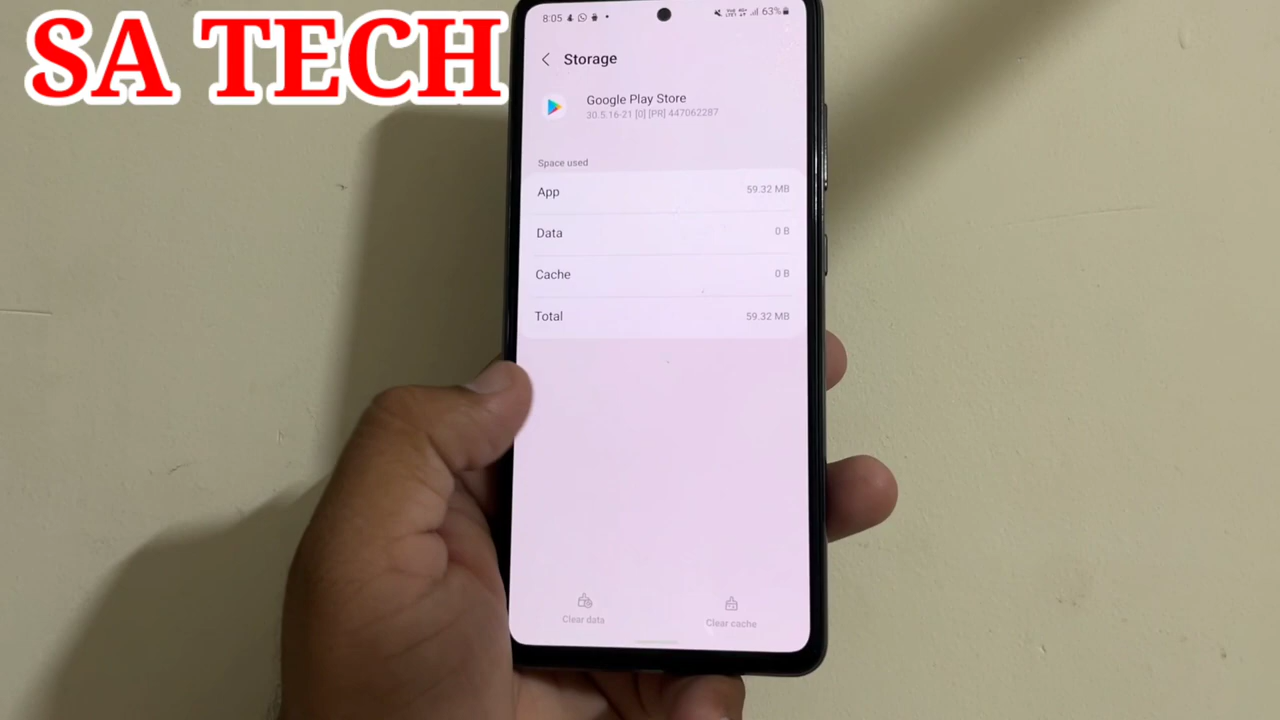 SA TECH
8:05 63%
Storage
Google Play Store
30.5.16-21 [0] [PR] 447062287
Space used
App 59.32 MB
Data 0 B
Cache 0 B
Total 59.32 MB
Clear data Clear cache